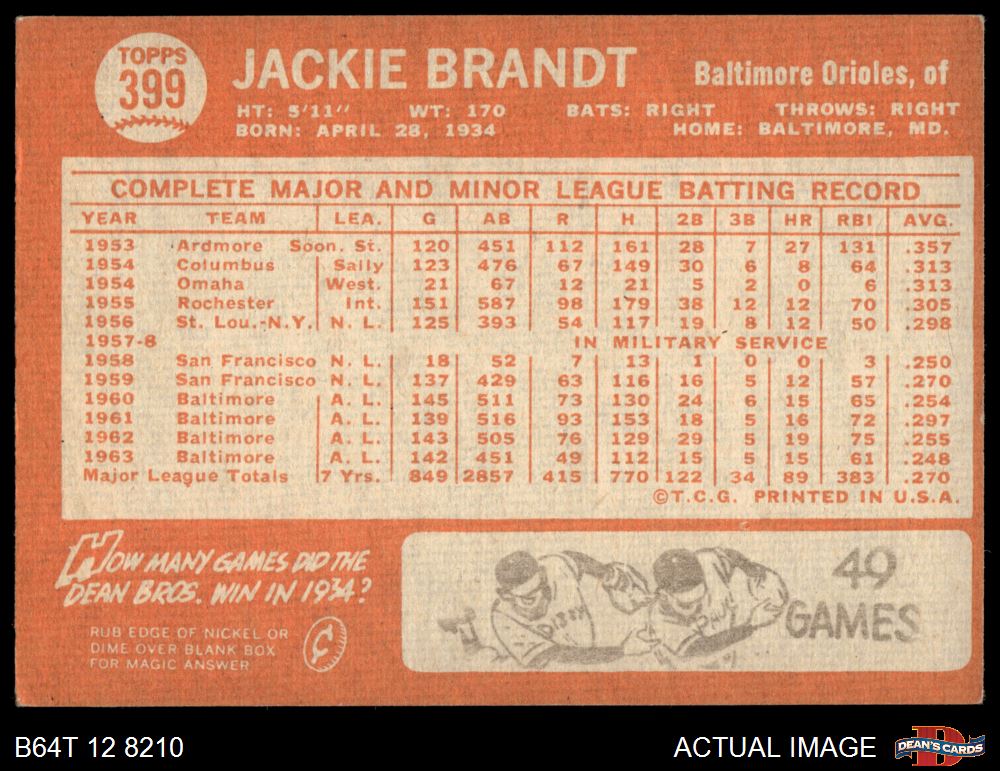 TOPPS
399
JACKIE BRANDT
Baltimore Orioles, of
HT: 5'11" WT: 170 BATS: RIGHT THROWS: RIGHT
BORN: APRIL 28, 1934 HOME: BALTIMORE, MD.
COMPLETE MAJOR AND MINOR LEAGUE BATTING RECORD
YEAR TEAM LEA. G AB R H 2B 3B HR RBI AVG.
1953 Ardmore Soon. St. 120 451 112 161 28 7 27 131 .357
1954 Columbus Sally 123 476 67 149 30 6 8 64 .313
1954 Omaha West. 21 67 12 21 5 2 0 6 .313
1955 Rochester Int. 151 587 98 179 38 12 12 70 .305
1956 St. Lou.-N.Y. N. L. 125 393 54 117 19 8 12 50 .298
1957-8 IN MILITARY SERVICE
1958 San Francisco N. L. 18 52 7 13 1 0 0 3 .250
1959 San Francisco N. L. 137 429 63 116 16 5 12 57 .270
1960 Baltimore A. L. 145 511 73 130 24 6 15 65 .254
1961 Baltimore A. L. 139 516 93 153 18 5 16 72 .297
1962 Baltimore A. L. 143 505 76 129 29 5 19 75 .255
1963 Baltimore A. L. 142 451 49 112 15 5 15 61 .248
Major League Totals 7 Yrs. 849 2857 415 770 122 34 89 383 .270
©T.C.G. PRINTED IN U.S.A.
HOW MANY GAMES DID THE
DEAN BROS. WIN IN 1934?
RUB EDGE OF NICKEL OR
DIME OVER BLANK BOX
FOR MAGIC ANSWER
¢
DIZZY
PAUL
49
GAMES
B64T 12 8210
ACTUAL IMAGE
D
DEAN'S CARDS